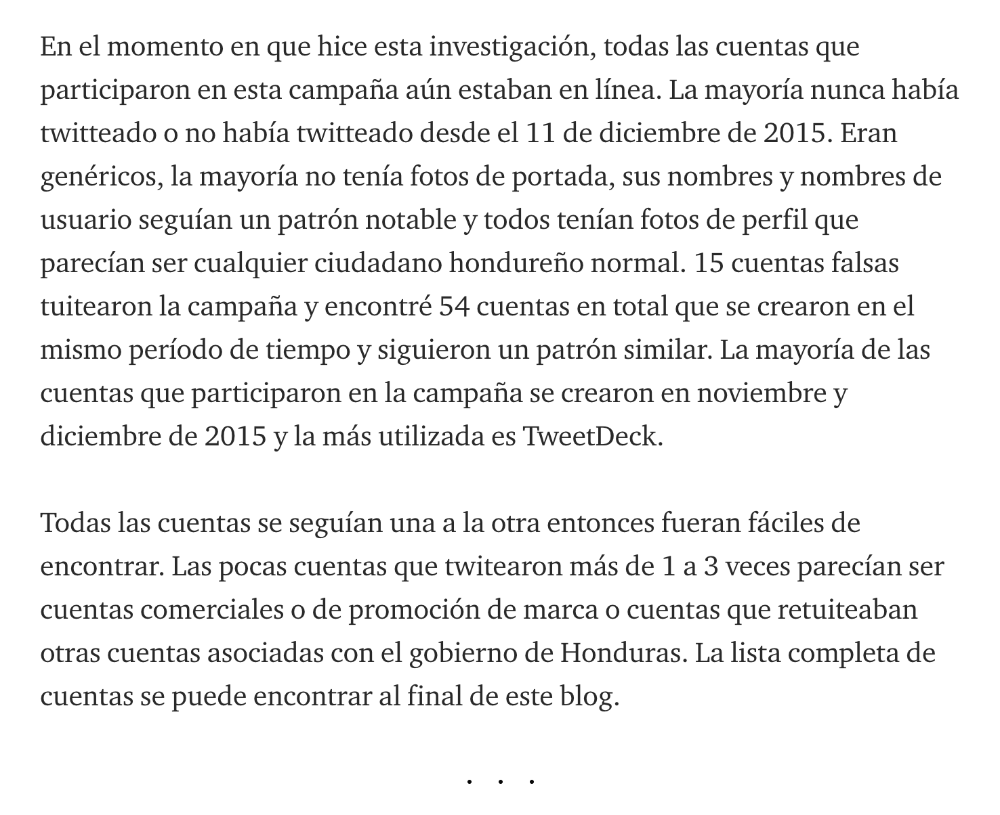 En el momento en que hice esta investigación, todas las cuentas que
participaron en esta campaña aún estaban en línea. La mayoría nunca había
twitteado o no había twitteado desde el 11 de diciembre de 2015. Eran
genéricos, la mayoría no tenía fotos de portada, sus nombres y nombres de
usuario seguían un patrón notable y todos tenían fotos de perfil que
parecían ser cualquier ciudadano hondureño normal. 15 cuentas falsas
tuitearon la campaña y encontré 54 cuentas en total que se crearon en el
mismo período de tiempo y siguieron un patrón similar. La mayoría de las
cuentas que participaron en la campaña se crearon en noviembre y
diciembre de 2015 y la más utilizada es TweetDeck.
Todas las cuentas se seguían una a la otra entonces fueran fáciles de
encontrar. Las pocas cuentas que twitearon más de 1 a 3 veces parecían ser
cuentas comerciales o de promoción de marca o cuentas que retuiteaban
otras cuentas asociadas con el gobierno de Honduras. La lista completa de
cuentas se puede encontrar al final de este blog.
. . .